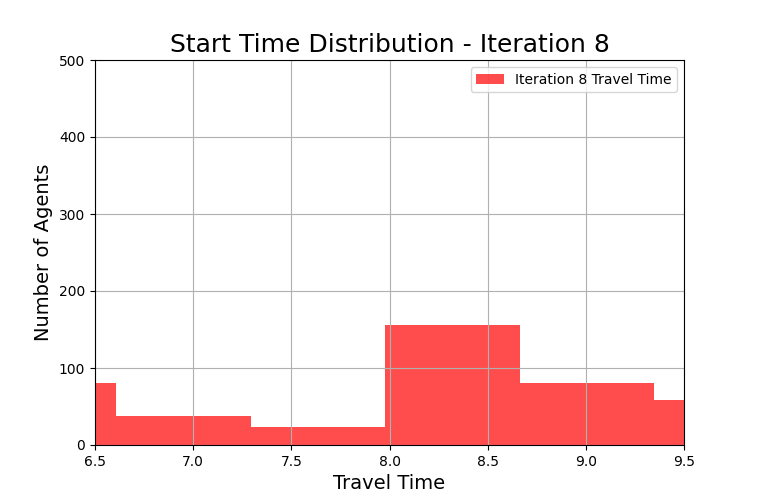 Start Time Distribution - Iteration 8
Iteration 8 Travel Time
Number of Agents
500
400
300
200
100
0
6.5 7.0 7.5 8.0 8.5 9.0 9.5
Travel Time